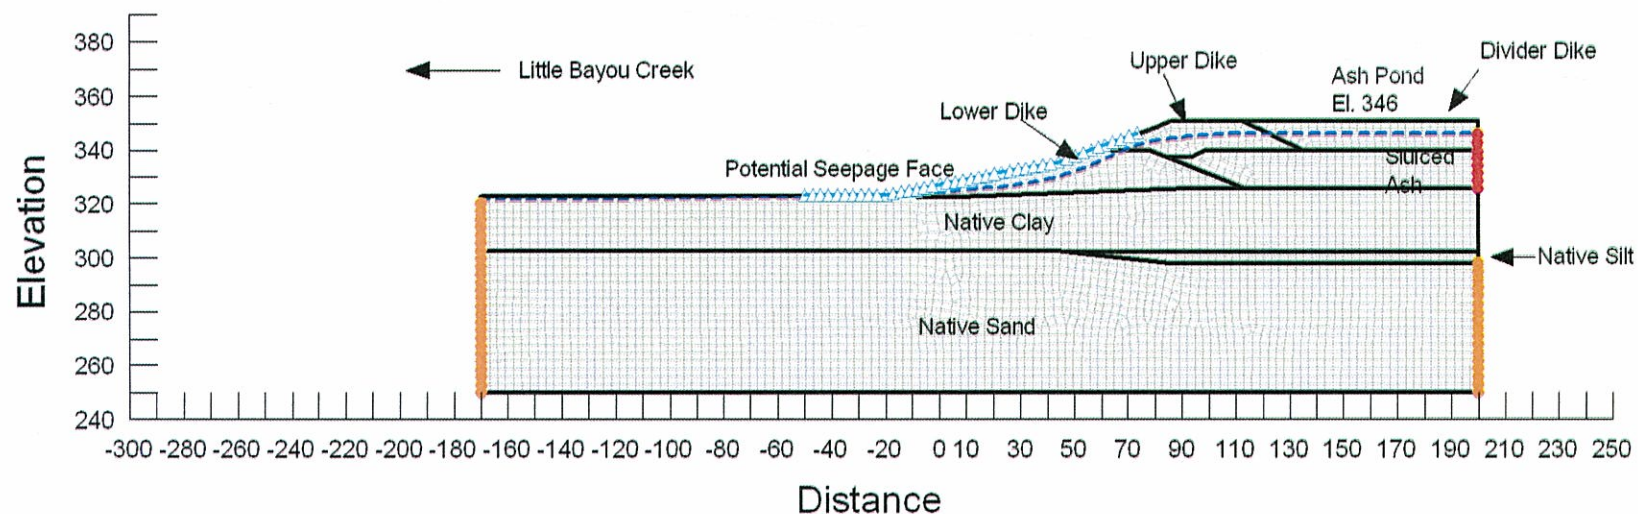 380
360
340
320
300
280
260
240
Elevation
Little Bayou Creek
Upper Dike
Divider Dike
Ash Pond
El. 346
Lower Dike
Potential Seepage Face
Sluiced
Ash
Native Clay
Native Silt
Native Sand
-300 -280 -260 -240 -220 -200 -180 -160 -140 -120 -100 -80 -60 -40 -20 0 10 30 50 70 90 110 130 150 170 190 210 230 250
Distance